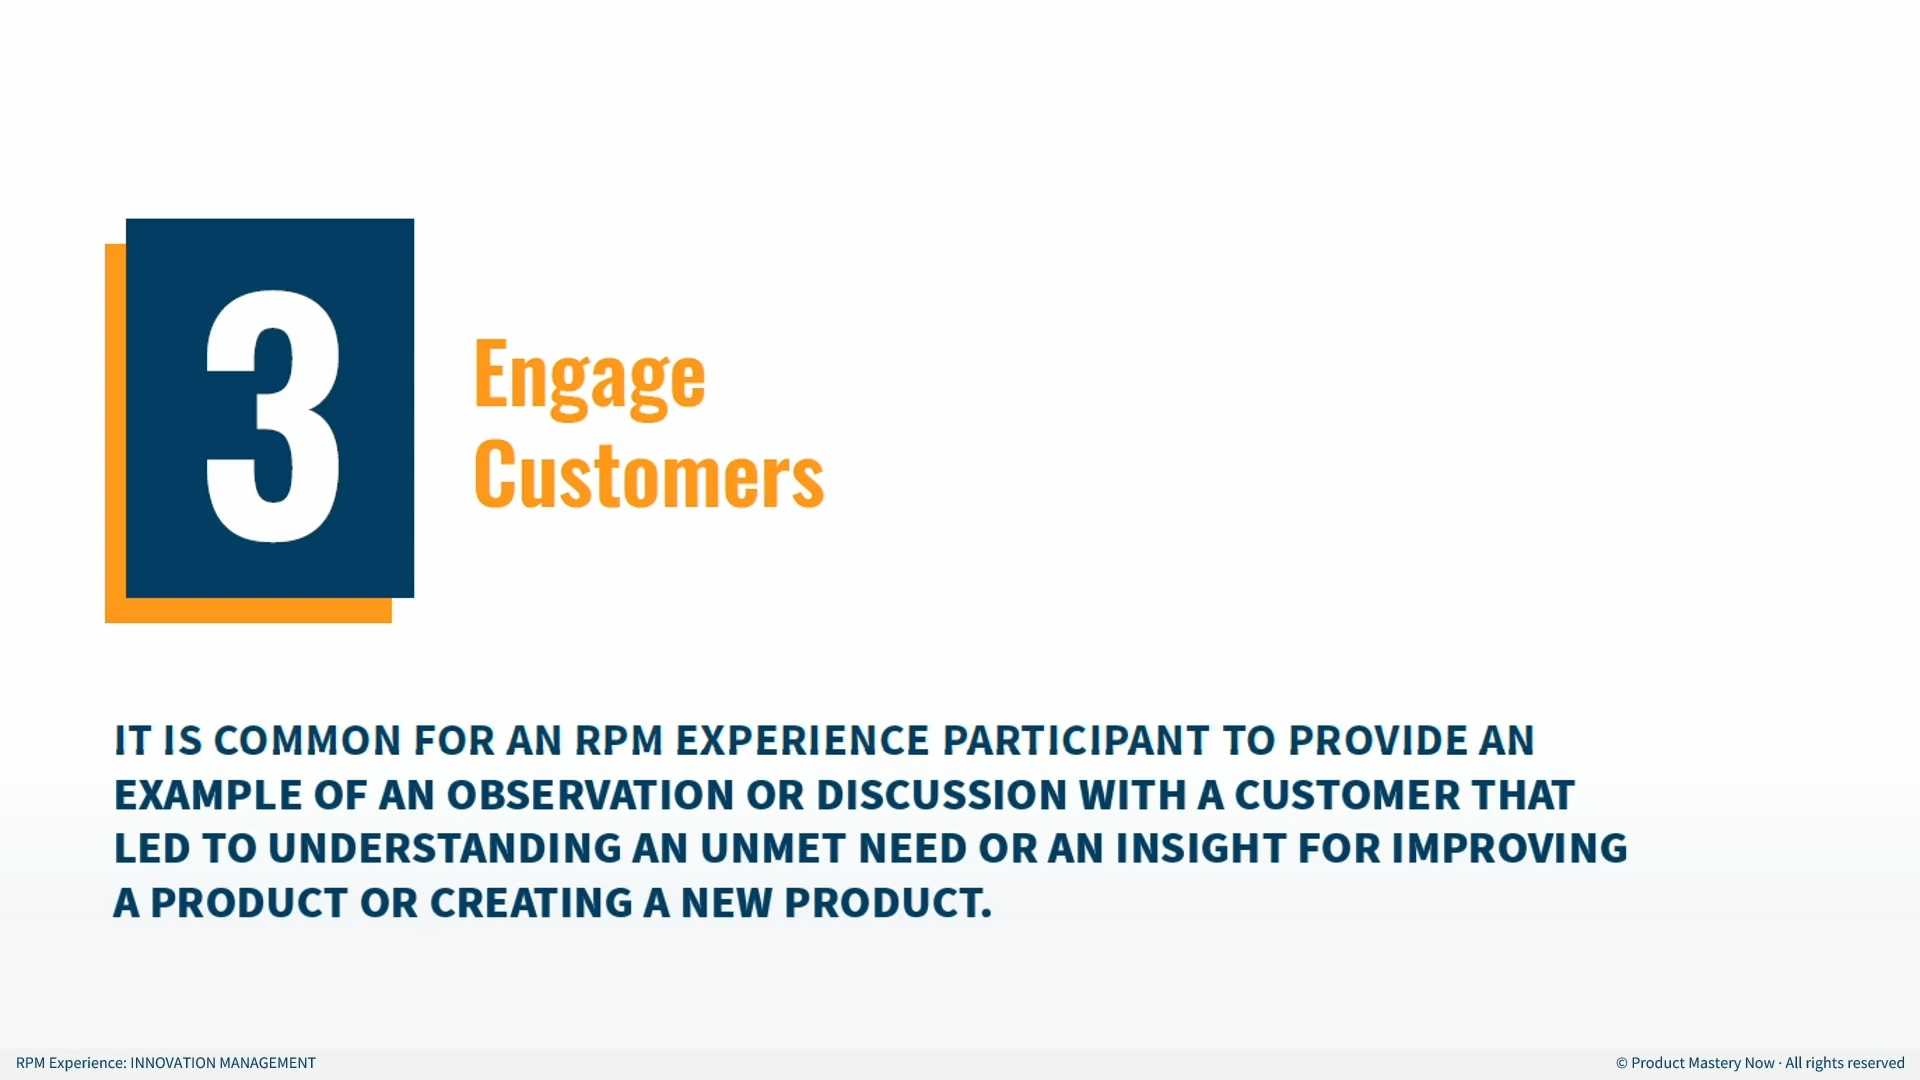 3
Engage
Customers
IT IS COMMON FOR AN RPM EXPERIENCE PARTICIPANT TO PROVIDE AN
EXAMPLE OF AN OBSERVATION OR DISCUSSION WITH A CUSTOMER THAT
LED TO UNDERSTANDING AN UNMET NEED OR AN INSIGHT FOR IMPROVING
A PRODUCT OR CREATING A NEW PRODUCT.
RPM Experience: INNOVATION MANAGEMENT
© Product Mastery Now · All rights reserved